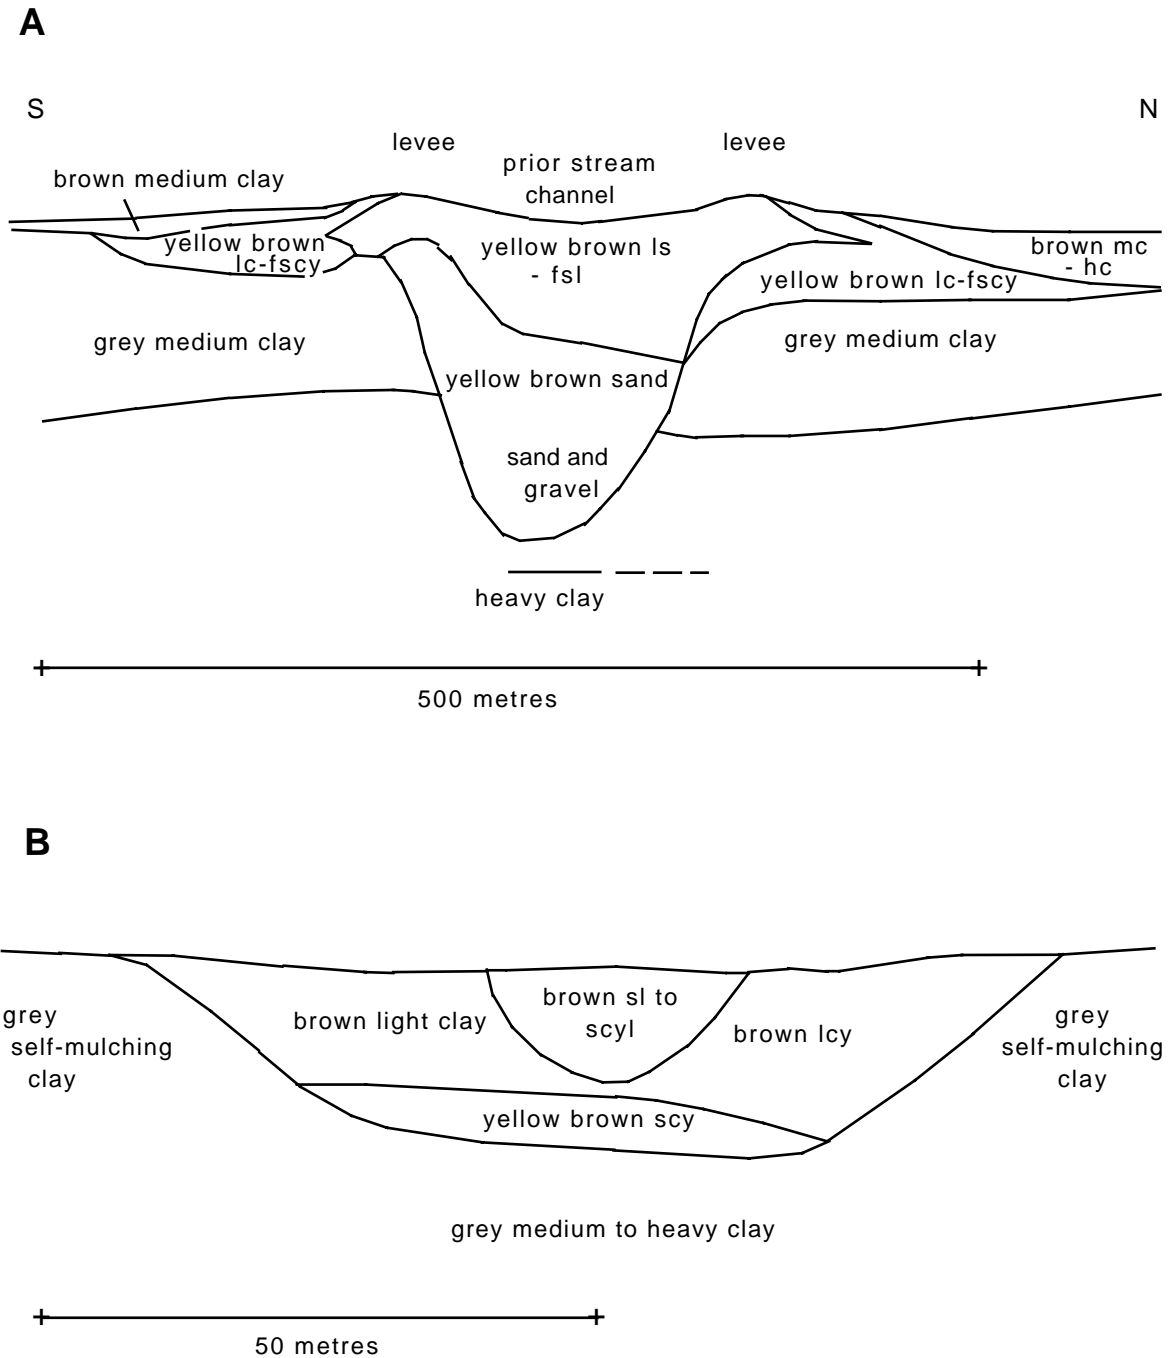 A
S
N
levee
levee
prior stream
channel
brown medium clay
yellow brown
lc-fscy
yellow brown ls
- fsl
brown mc
- hc
yellow brown lc-fscy
grey medium clay
grey medium clay
yellow brown sand
sand and
gravel
heavy clay
500 metres
B
grey
self-mulching
clay
brown light clay
brown sl to
scyl
brown lcy
grey
self-mulching
clay
yellow brown scy
grey medium to heavy clay
50 metres